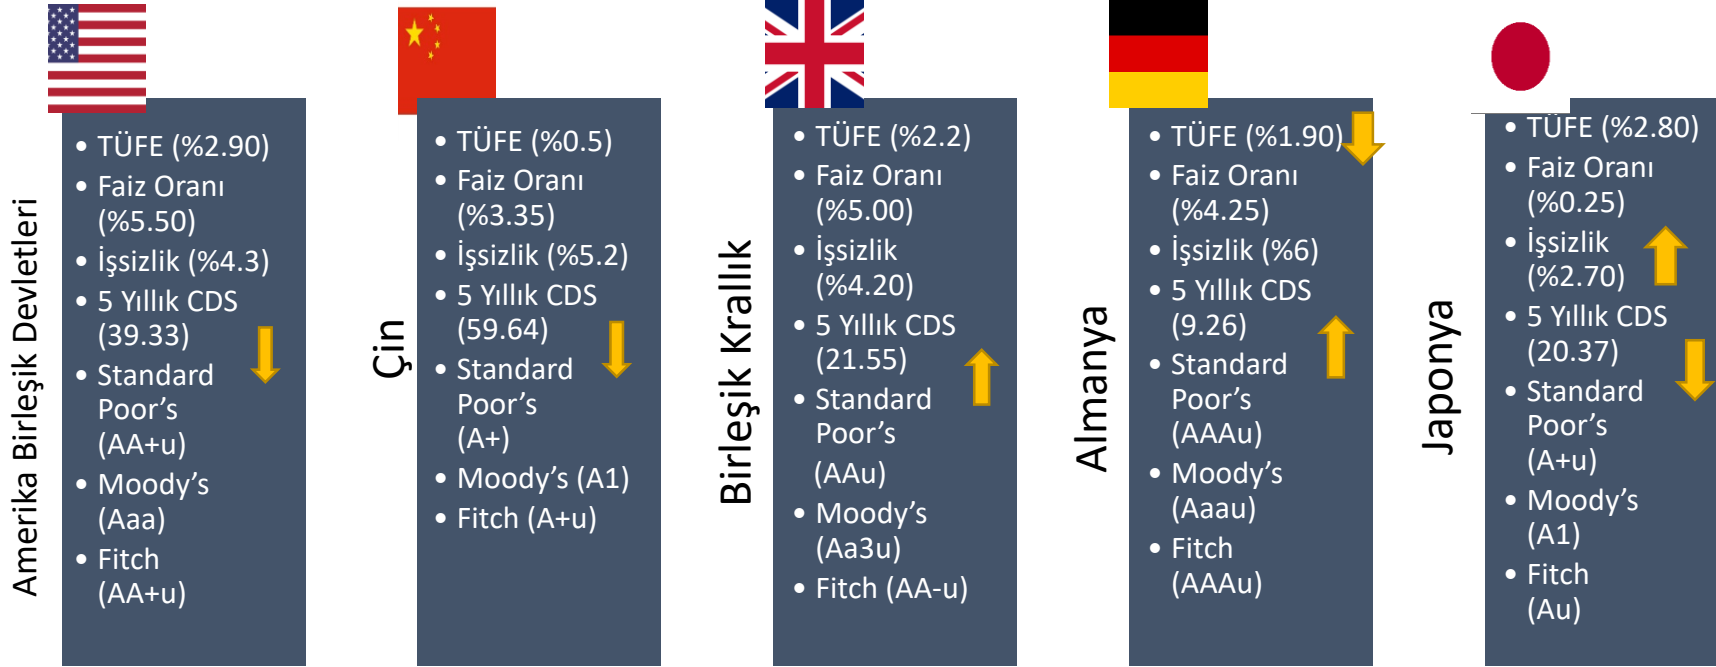 Amerika Birleşik Devletleri
• TÜFE (%2.90)
• Faiz Oranı
(%5.50)
• İşsizlik (%4.3)
• 5 Yıllık CDS
(39.33)
• Standard
Poor’s
(AA+u)
• Moody’s
(Aaa)
• Fitch
(AA+u)
Çin
• TÜFE (%0.5)
• Faiz Oranı
(%3.35)
• İşsizlik (%5.2)
• 5 Yıllık CDS
(59.64)
• Standard
Poor’s
(A+)
• Moody’s (A1)
• Fitch (A+u)
Birleşik Krallık
• TÜFE (%2.2)
• Faiz Oranı
(%5.00)
• İşsizlik
(%4.20)
• 5 Yıllık CDS
(21.55)
• Standard
Poor’s
(AAu)
• Moody’s
(Aa3u)
• Fitch (AA-u)
Almanya
• TÜFE (%1.90)
• Faiz Oranı
(%4.25)
• İşsizlik (%6)
• 5 Yıllık CDS
(9.26)
• Standard
Poor’s
(AAAu)
• Moody’s
(Aaau)
• Fitch
(AAAu)
Japonya
• TÜFE (%2.80)
• Faiz Oranı
(%0.25)
• İşsizlik
(%2.70)
• 5 Yıllık CDS
(20.37)
• Standard
Poor’s
(A+u)
• Moody’s
(A1)
• Fitch
(Au)